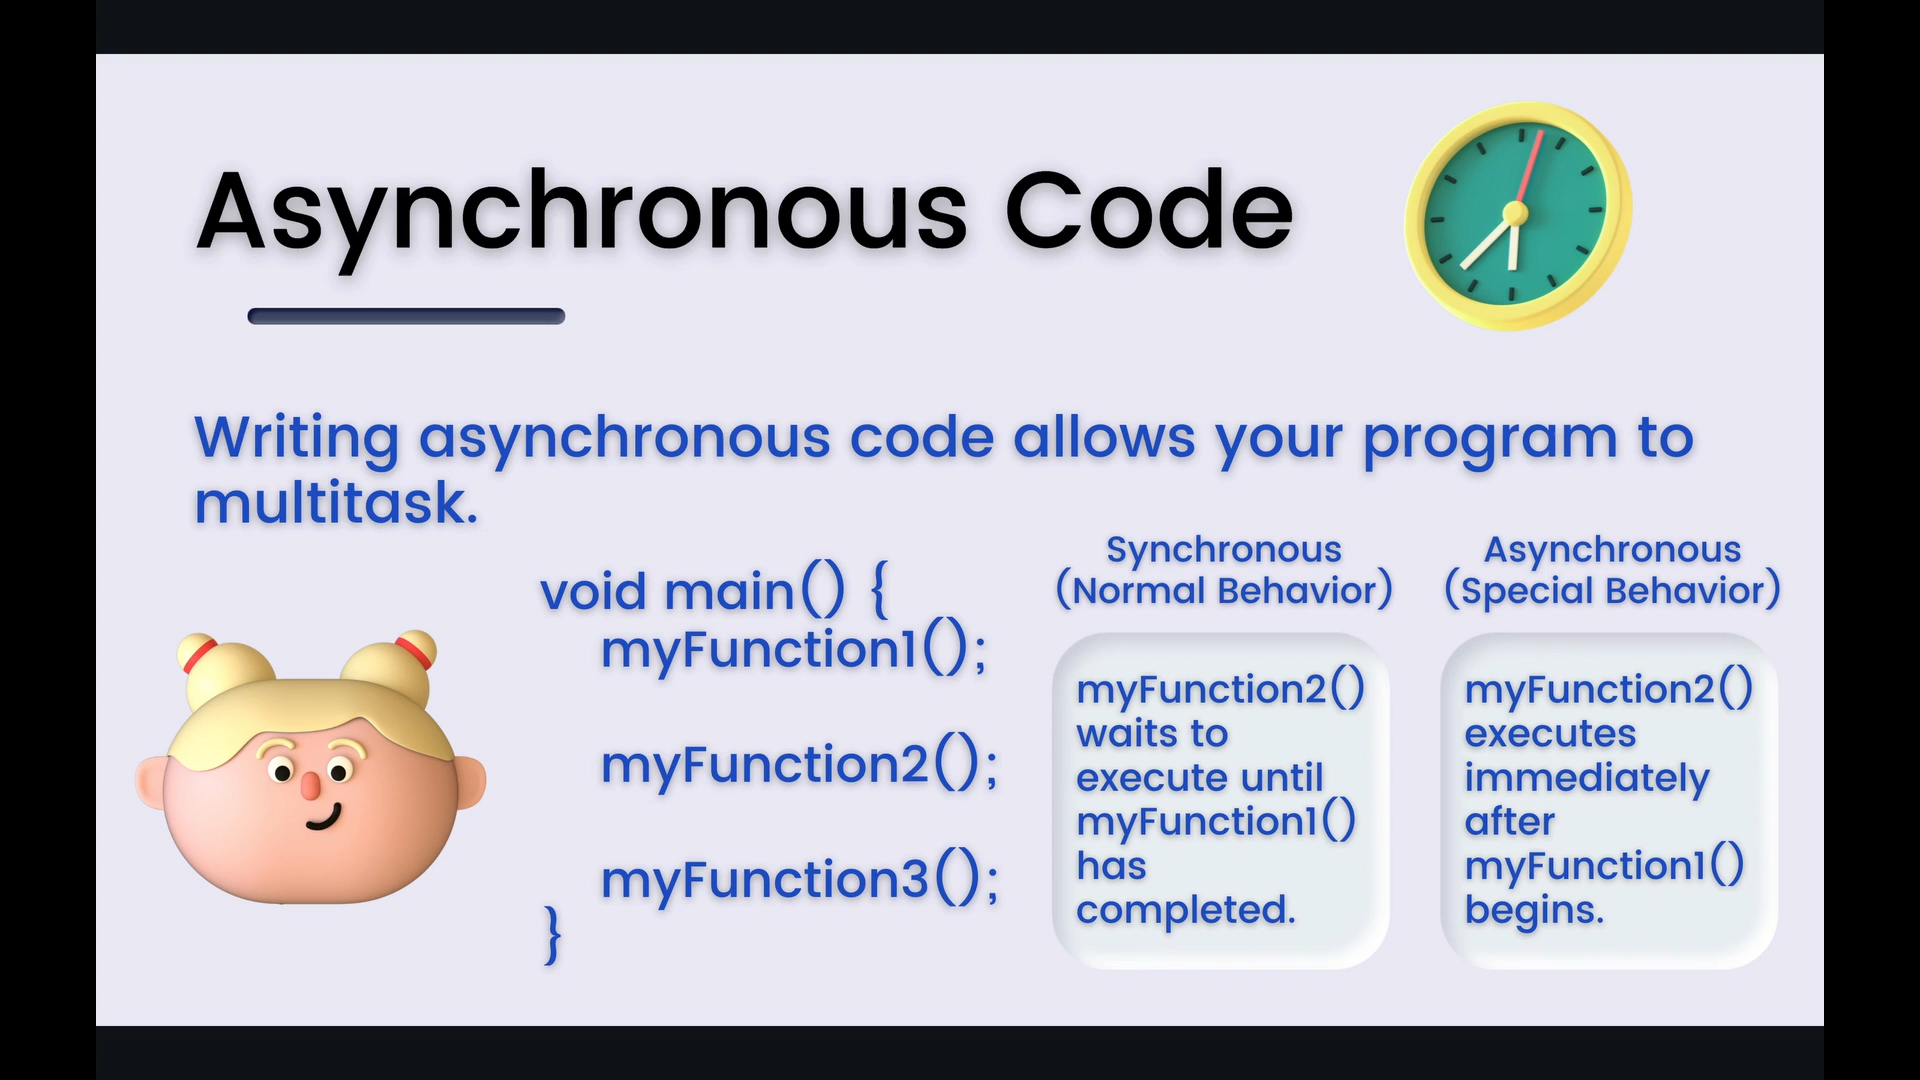 Asynchronous Code
Writing asynchronous code allows your program to
multitask.
void main() {
myFunction1();
myFunction2();
myFunction3();
}
Synchronous
(Normal Behavior)
myFunction2()
waits to
execute until
myFunction1()
has
completed.
Asynchronous
(Special Behavior)
myFunction2()
executes
immediately
after
myFunction1()
begins.